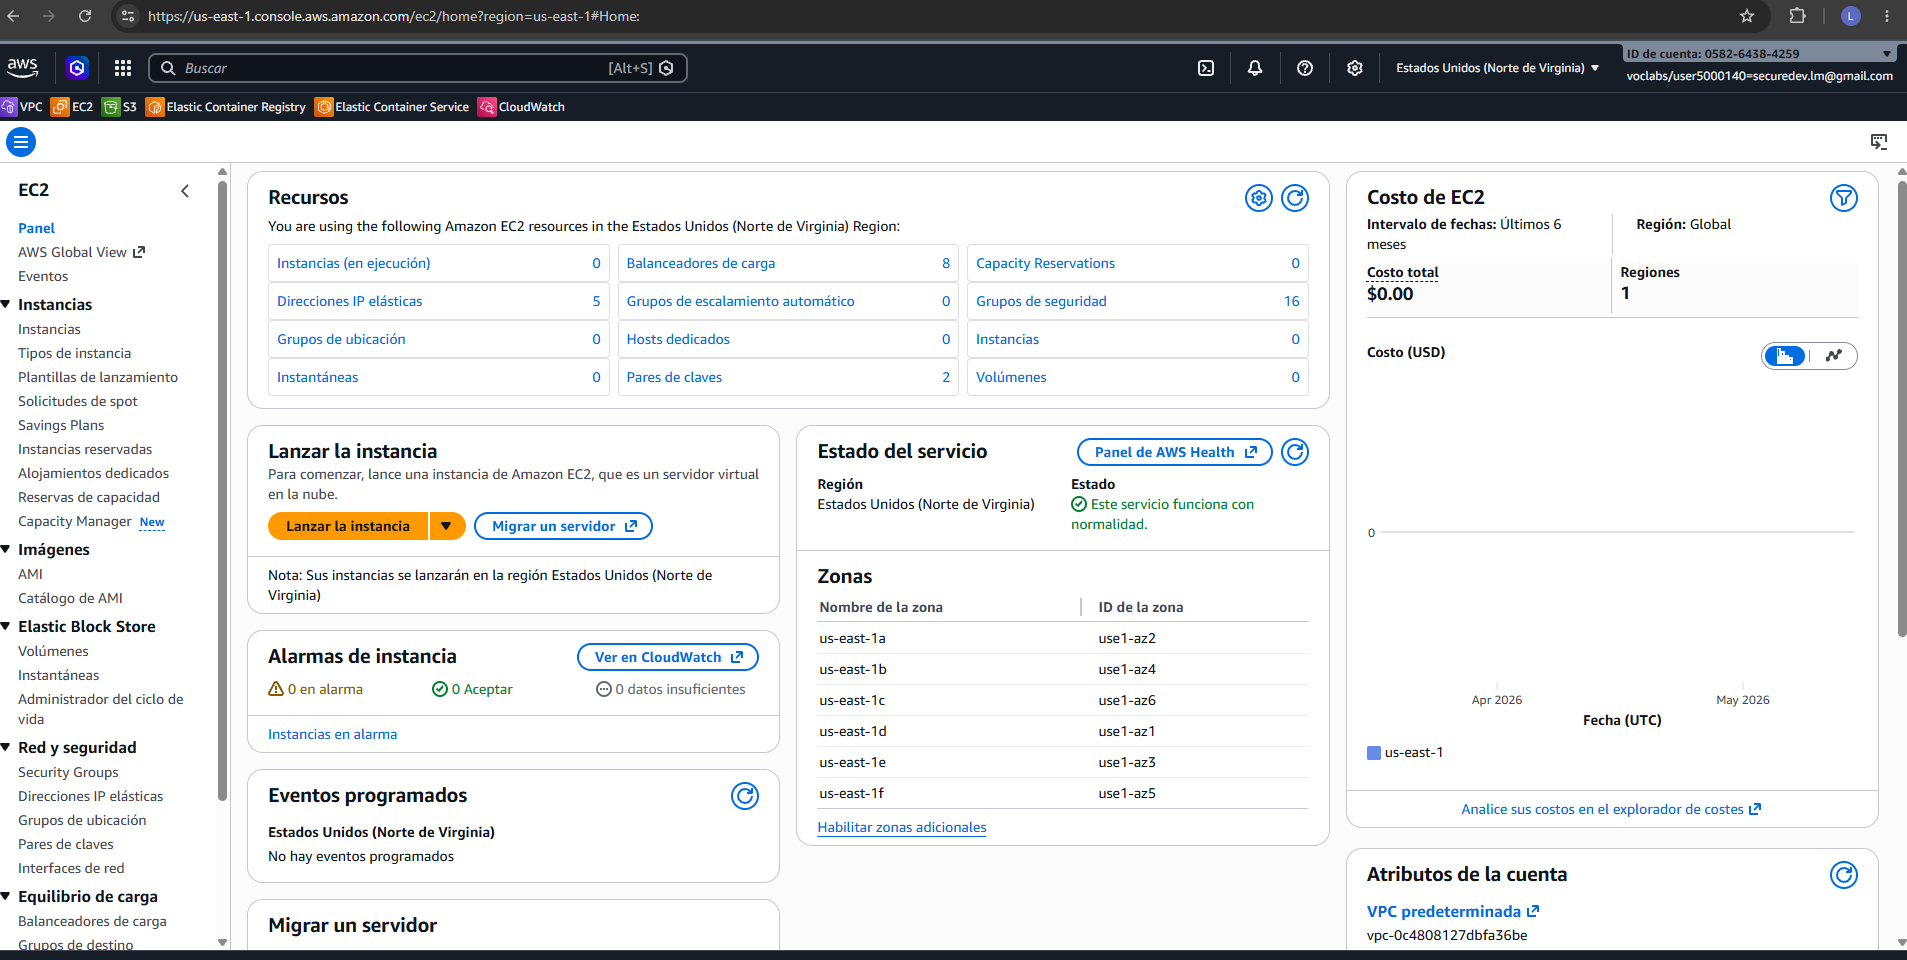 https://us-east-1.console.aws.amazon.com/ec2/home?region=us-east-1#Home:
L
aws
Buscar
[Alt+S]
Estados Unidos (Norte de Virginia)
ID de cuenta: 0582-6438-4259
voclabs/user5000140=securedev.lm@gmail.com
VPC
EC2
S3
Elastic Container Registry
Elastic Container Service
CloudWatch
EC2
Panel
AWS Global View
Eventos
Instancias
Instancias
Tipos de instancia
Plantillas de lanzamiento
Solicitudes de spot
Savings Plans
Instancias reservadas
Alojamientos dedicados
Reservas de capacidad
Capacity Manager New
Imágenes
AMI
Catálogo de AMI
Elastic Block Store
Volúmenes
Instantáneas
Administrador del ciclo de
vida
Red y seguridad
Security Groups
Direcciones IP elásticas
Grupos de ubicación
Pares de claves
Interfaces de red
Equilibrio de carga
Balanceadores de carga
Grupos de destino
Recursos
You are using the following Amazon EC2 resources in the Estados Unidos (Norte de Virginia) Region:
Instancias (en ejecución) 0
Balanceadores de carga 8
Capacity Reservations 0
Direcciones IP elásticas 5
Grupos de escalamiento automático 0
Grupos de seguridad 16
Grupos de ubicación 0
Hosts dedicados 0
Instancias 0
Instantáneas 0
Pares de claves 2
Volúmenes 0
Lanzar la instancia
Para comenzar, lance una instancia de Amazon EC2, que es un servidor virtual
en la nube.
Lanzar la instancia
Migrar un servidor
Nota: Sus instancias se lanzarán en la región Estados Unidos (Norte de
Virginia)
Alarmas de instancia
Ver en CloudWatch
0 en alarma
0 Aceptar
0 datos insuficientes
Instancias en alarma
Eventos programados
Estados Unidos (Norte de Virginia)
No hay eventos programados
Migrar un servidor
Estado del servicio
Panel de AWS Health
Región
Estados Unidos (Norte de Virginia)
Estado
Este servicio funciona con
normalidad.
Zonas
Nombre de la zona
ID de la zona
us-east-1a use1-az2
us-east-1b use1-az4
us-east-1c use1-az6
us-east-1d use1-az1
us-east-1e use1-az3
us-east-1f use1-az5
Habilitar zonas adicionales
Costo de EC2
Intervalo de fechas: Últimos 6
meses
Región: Global
Costo total
$0.00
Regiones
1
Costo (USD)
0
Apr 2026
May 2026
Fecha (UTC)
us-east-1
Analice sus costos en el explorador de costes
Atributos de la cuenta
VPC predeterminada
vpc-0c4808127dbfa36be